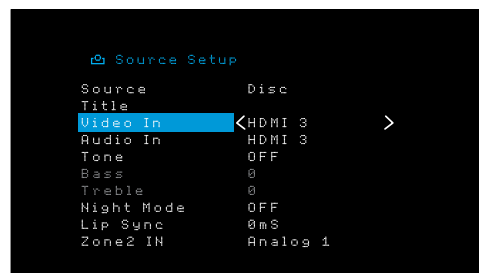 Source Setup
Source Disc
Title
Video In HDMI 3
Audio In HDMI 3
Tone OFF
Bass 0
Treble 0
Night Mode OFF
Lip Sync 0mS
Zone2 IN Analog 1